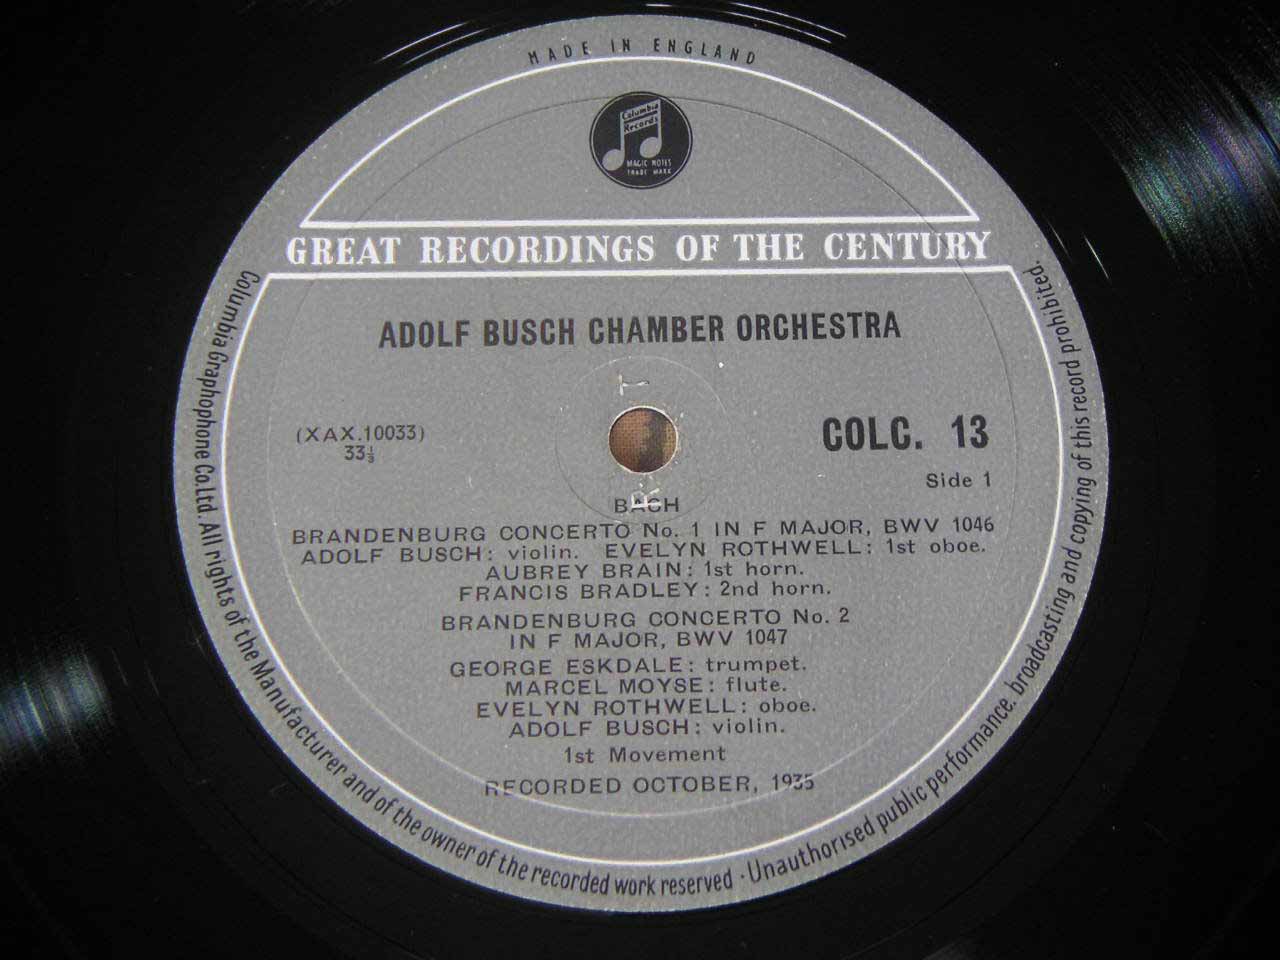 MADE IN ENGLAND
Columbia
Records
MAGIC NOTES
TRADE MARK
GREAT RECORDINGS OF THE CENTURY
ADOLF BUSCH CHAMBER ORCHESTRA
(XAX.10033)
33⅓
COLC. 13
Side 1
BACH
BRANDENBURG CONCERTO No. 1 IN F MAJOR, BWV 1046
ADOLF BUSCH: violin. EVELYN ROTHWELL: 1st oboe.
AUBREY BRAIN: 1st horn.
FRANCIS BRADLEY: 2nd horn.
BRANDENBURG CONCERTO No. 2
IN F MAJOR, BWV 1047
GEORGE ESKDALE: trumpet.
MARCEL MOYSE: flute.
EVELYN ROTHWELL: oboe.
ADOLF BUSCH: violin.
1st Movement
RECORDED OCTOBER, 1935
Columbia Graphophone Co. Ltd. All rights of the Manufacturer and of the owner of the recorded work reserved · Unauthorised public performance, broadcasting and copying of this record prohibited.